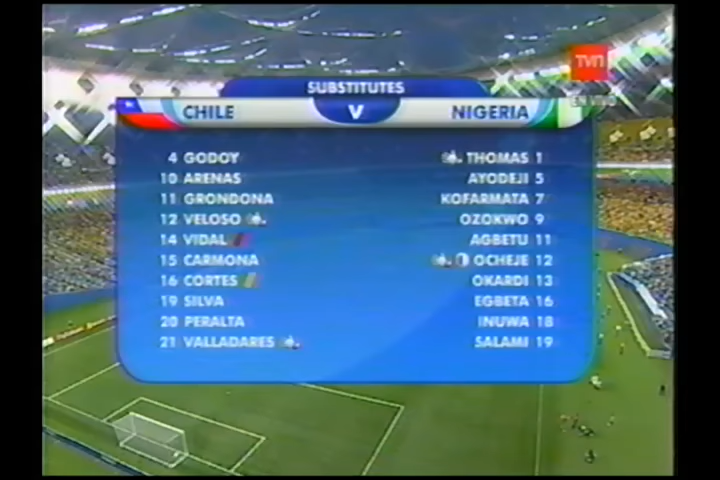 TVN
EN VIVO
SUBSTITUTES
CHILE V NIGERIA
4 GODOY THOMAS 1
10 ARENAS AYODEJI 5
11 GRONDONA KOFARMATA 7
12 VELOSO OZOKWO 9
14 VIDAL AGBETU 11
15 CARMONA OCHEJE 12
16 CORTES OKARDI 13
19 SILVA EGBETA 16
20 PERALTA INUWA 18
21 VALLADARES SALAMI 19